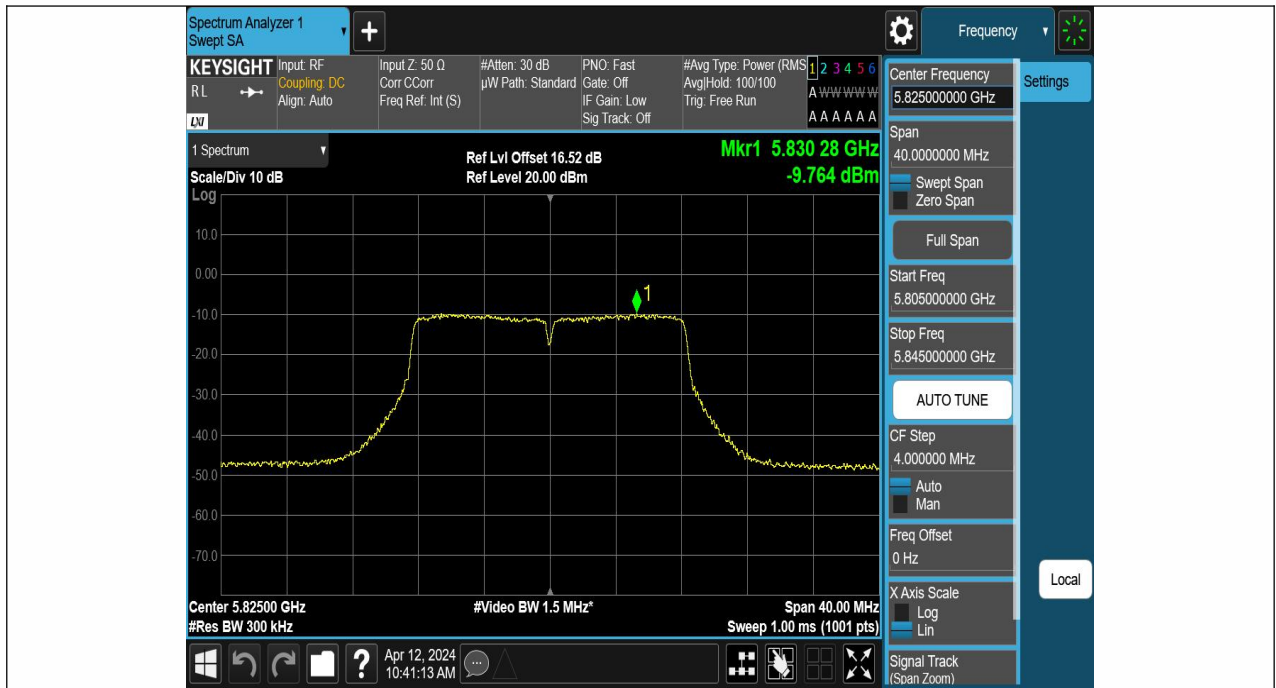 Spectrum Analyzer 1
Swept SA
+
Frequency
KEYSIGHT
RL
LXI
Input: RF
Coupling: DC
Align: Auto
Input Z: 50 Ω
Corr CCorr
Freq Ref: Int (S)
#Atten: 30 dB
µW Path: Standard
PNO: Fast
Gate: Off
IF Gain: Low
Sig Track: Off
#Avg Type: Power (RMS
Avg|Hold: 100/100
Trig: Free Run
1 2 3 4 5 6
A W W W W W
A A A A A A
1 Spectrum
Scale/Div 10 dB
Ref Lvl Offset 16.52 dB
Ref Level 20.00 dBm
Mkr1 5.830 28 GHz
-9.764 dBm
Log
10.0
0.00
-10.0
-20.0
-30.0
-40.0
-50.0
-60.0
-70.0
1
Center 5.82500 GHz
#Res BW 300 kHz
#Video BW 1.5 MHz*
Span 40.00 MHz
Sweep 1.00 ms (1001 pts)
Center Frequency
5.825000000 GHz
Span
40.0000000 MHz
Swept Span
Zero Span
Full Span
Start Freq
5.805000000 GHz
Stop Freq
5.845000000 GHz
AUTO TUNE
CF Step
4.000000 MHz
Auto
Man
Freq Offset
0 Hz
X Axis Scale
Log
Lin
Signal Track
(Span Zoom)
Settings
Local
?
Apr 12, 2024
10:41:13 AM